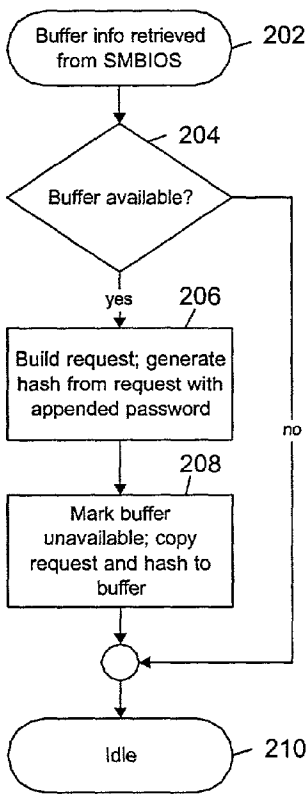 Buffer info retrieved
from SMBIOS
202
204
Buffer available?
yes
206
Build request; generate
hash from request with
appended password
no
208
Mark buffer
unavailable; copy
request and hash to
buffer
Idle
210